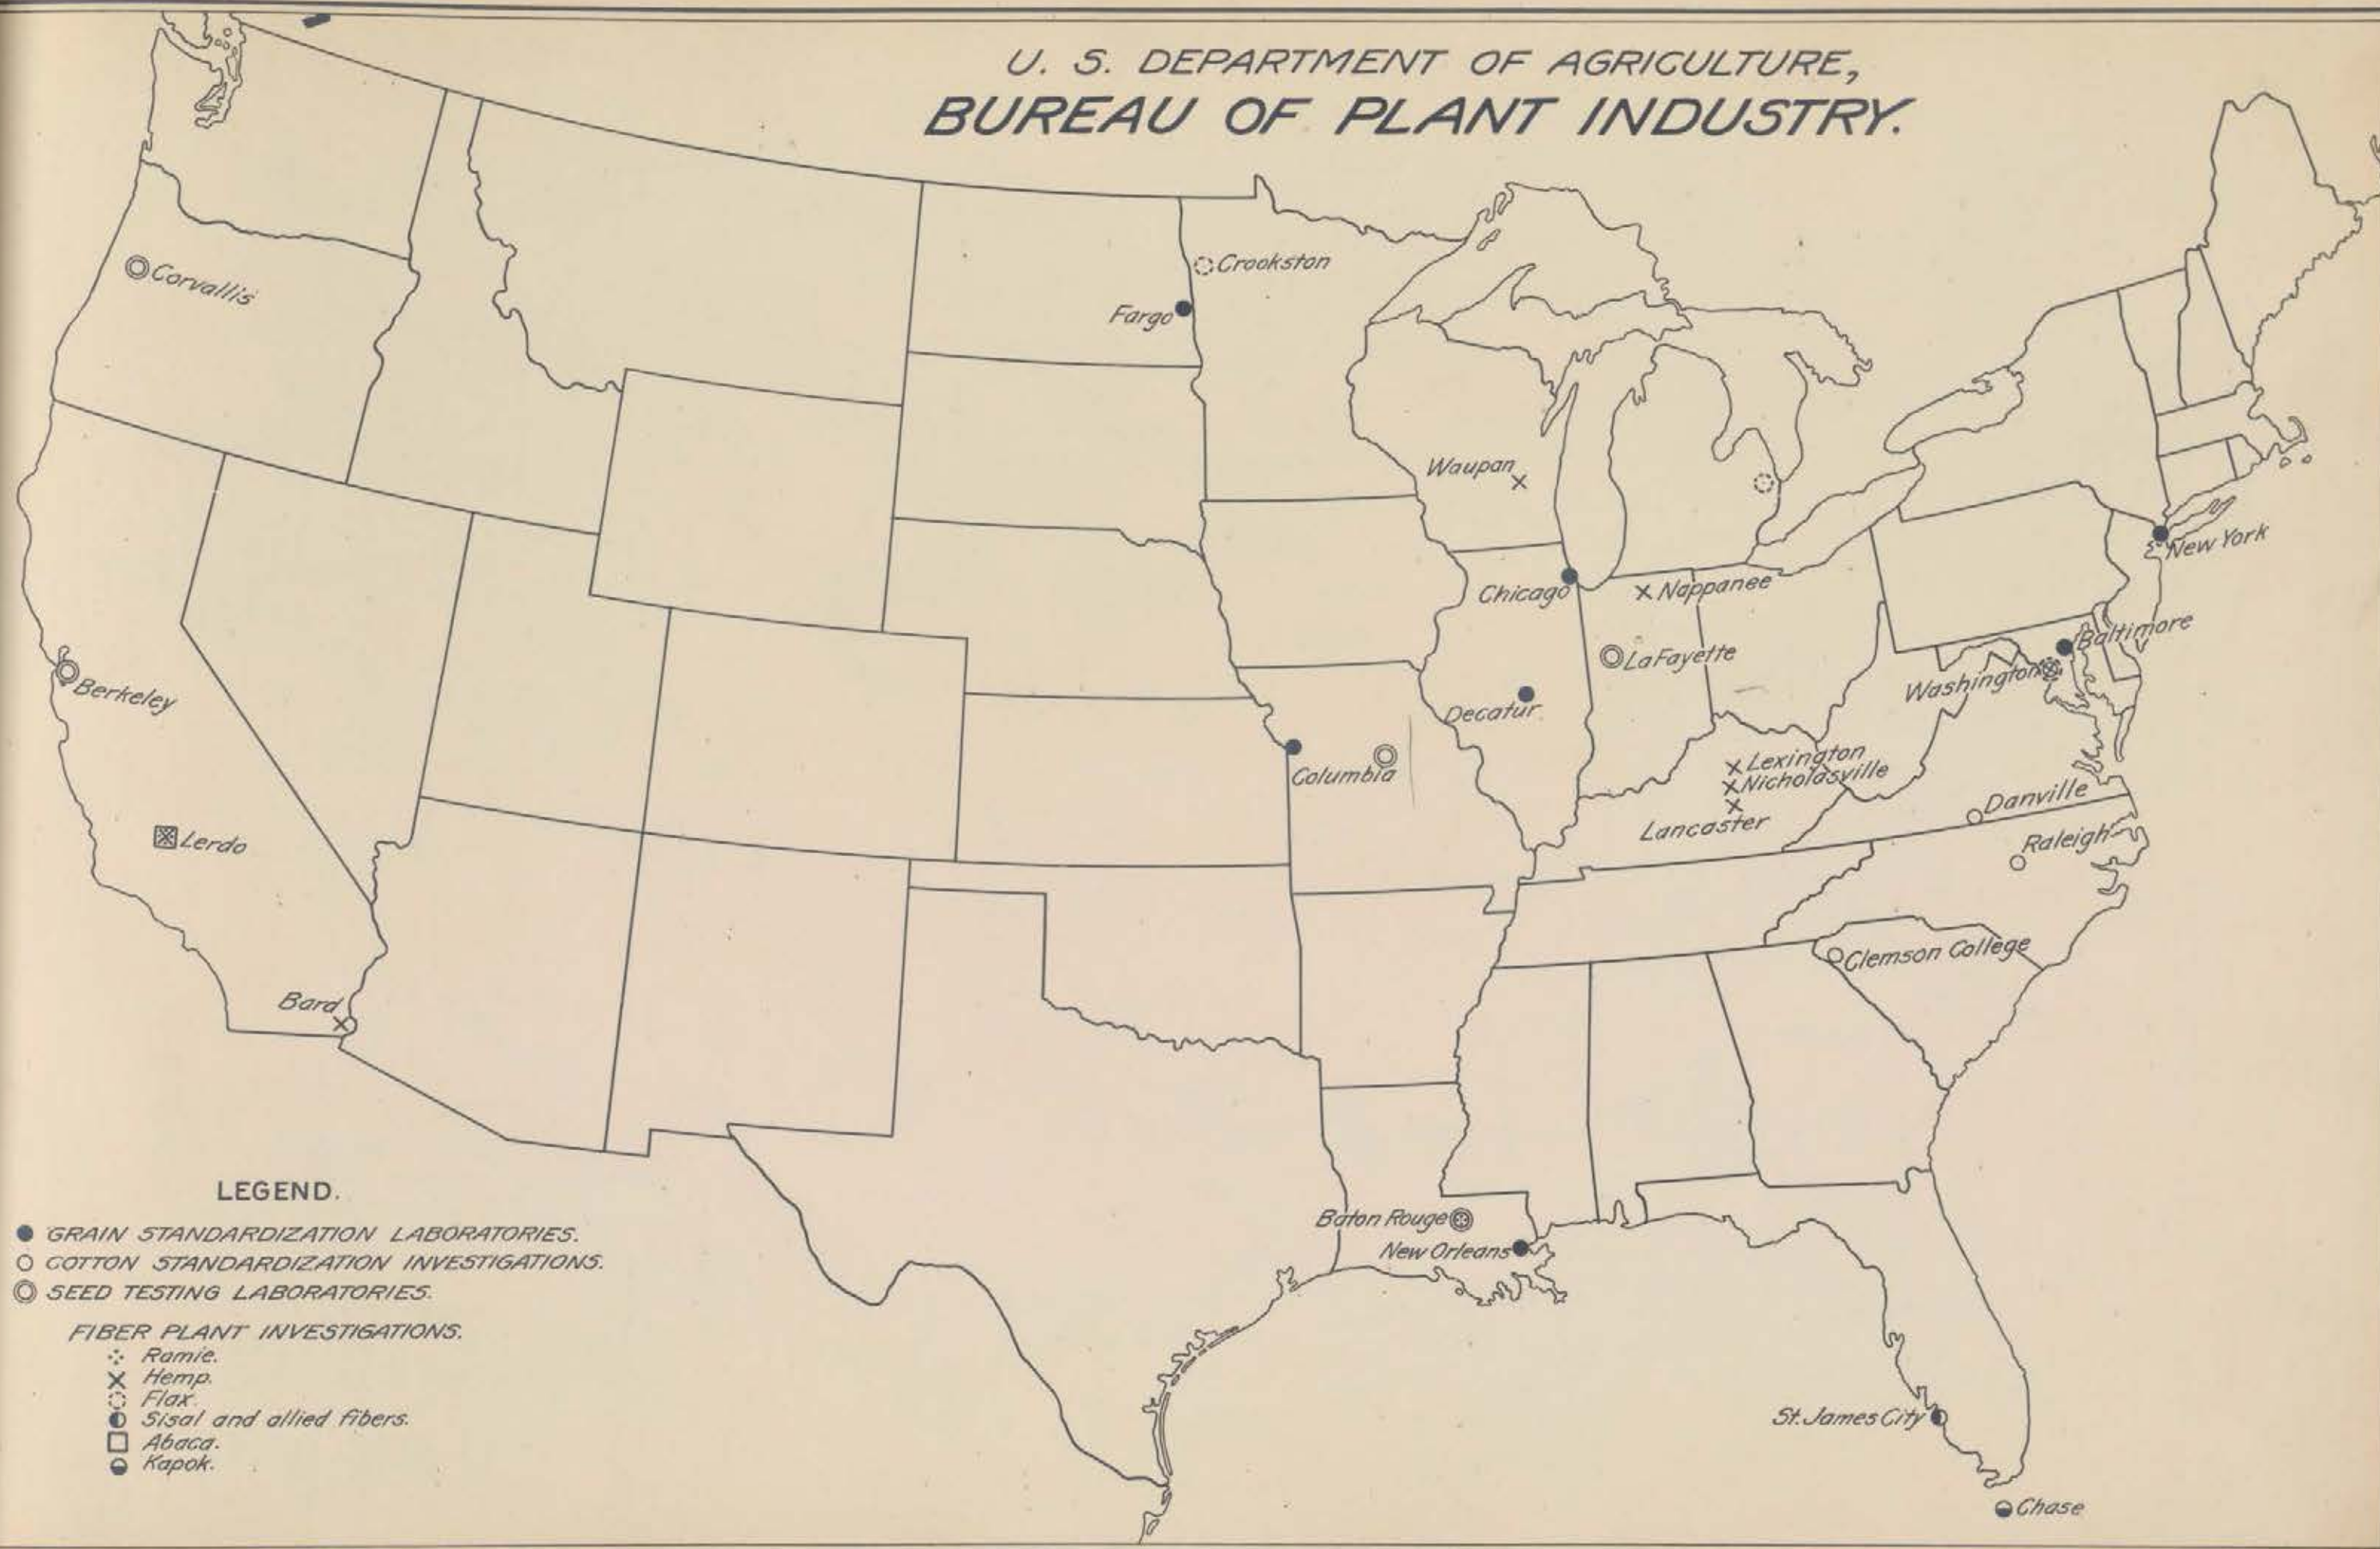 U. S. DEPARTMENT OF AGRICULTURE,
BUREAU OF PLANT INDUSTRY.
Corvallis
Crookston
Fargo
Waupan
New York
Chicago
Nappanee
Baltimore
LaFayette
Washington
Berkeley
Decatur
Columbia
Lexington
Nicholasville
Lancaster
Danville
Raleigh
Lerdo
Clemson College
Bard
Baton Rouge
New Orleans
St. James City
Chase
LEGEND.
GRAIN STANDARDIZATION LABORATORIES.
COTTON STANDARDIZATION INVESTIGATIONS.
SEED TESTING LABORATORIES.
FIBER PLANT INVESTIGATIONS.
Ramie.
Hemp.
Flax.
Sisal and allied fibers.
Abaca.
Kapok.